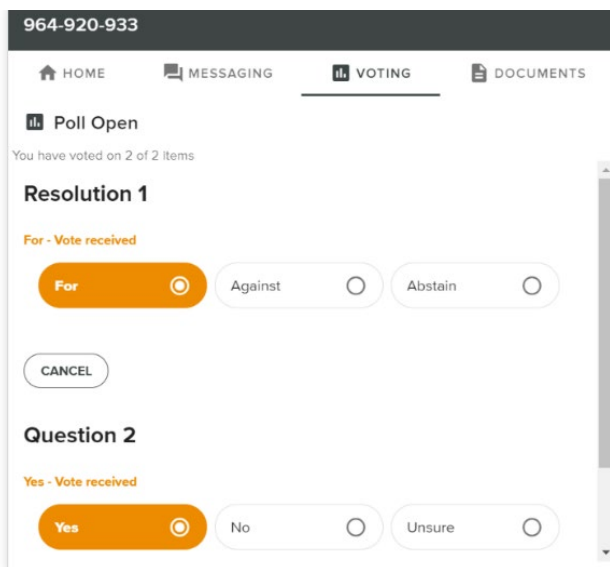 964-920-933
HOME MESSAGING VOTING DOCUMENTS
Poll Open
You have voted on 2 of 2 items
Resolution 1
For - Vote received
For Against Abstain
CANCEL
Question 2
Yes - Vote received
Yes No Unsure